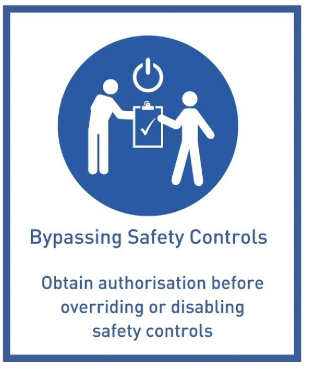 Bypassing Safety Controls
Obtain authorisation before
overriding or disabling
safety controls